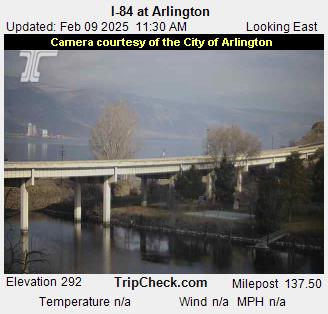 I-84 at Arlington
Updated: Feb 09 2025 11:30 AM Looking East
Camera courtesy of the City of Arlington
Elevation 292 TripCheck.com Milepost 137.50
Temperature n/a Wind n/a MPH n/a